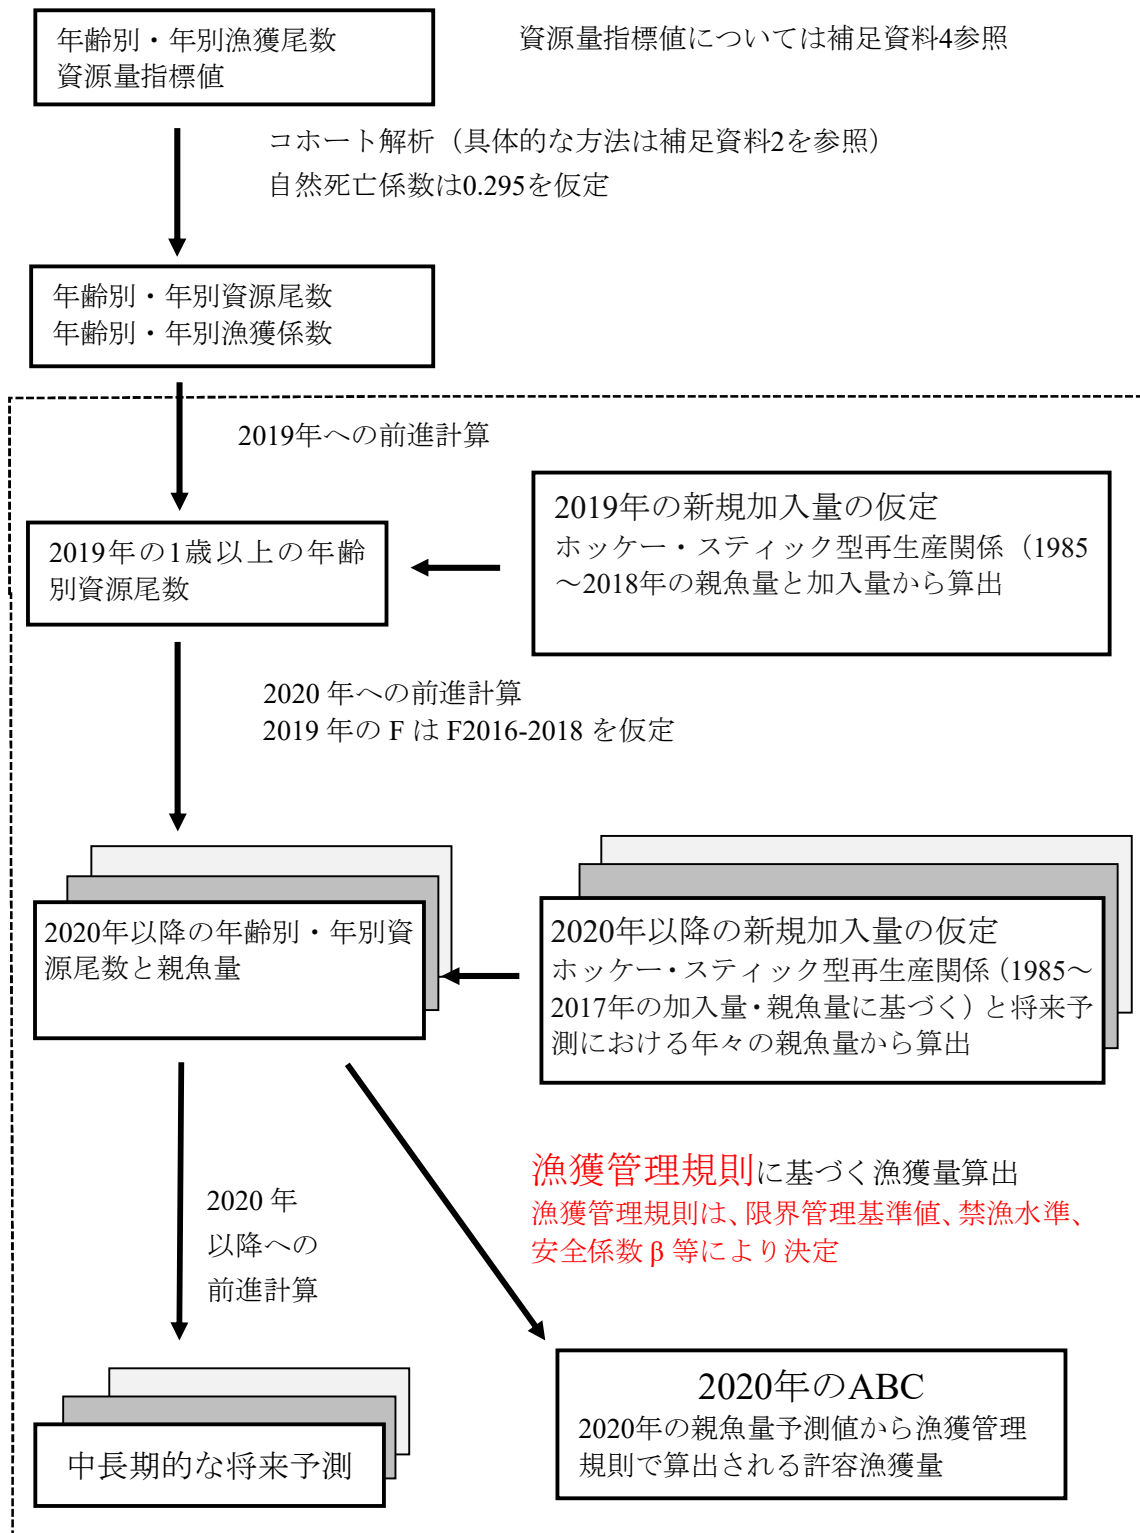 年齢別・年別漁獲尾数
資源量指標値
資源量指標値については補足資料4参照
コホート解析（具体的な方法は補足資料2を参照）
自然死亡係数は0.295を仮定
年齢別・年別資源尾数
年齢別・年別漁獲係数
2019年への前進計算
2019年の新規加入量の仮定
ホッケー・スティック型再生産関係（1985
～2018年の親魚量と加入量から算出
2019年の1歳以上の年齢
別資源尾数
2020 年への前進計算
2019 年の F は F2016-2018 を仮定
2020年以降の年齢別・年別資
源尾数と親魚量
2020年以降の新規加入量の仮定
ホッケー・スティック型再生産関係（1985～
2017年の加入量・親魚量に基づく）と将来予
測における年々の親魚量から算出
漁獲管理規則に基づく漁獲量算出
漁獲管理規則は、限界管理基準値、禁漁水準、
安全係数 β 等により決定
2020 年
以降への
前進計算
中長期的な将来予測
2020年のABC
2020年の親魚量予測値から漁獲管理
規則で算出される許容漁獲量